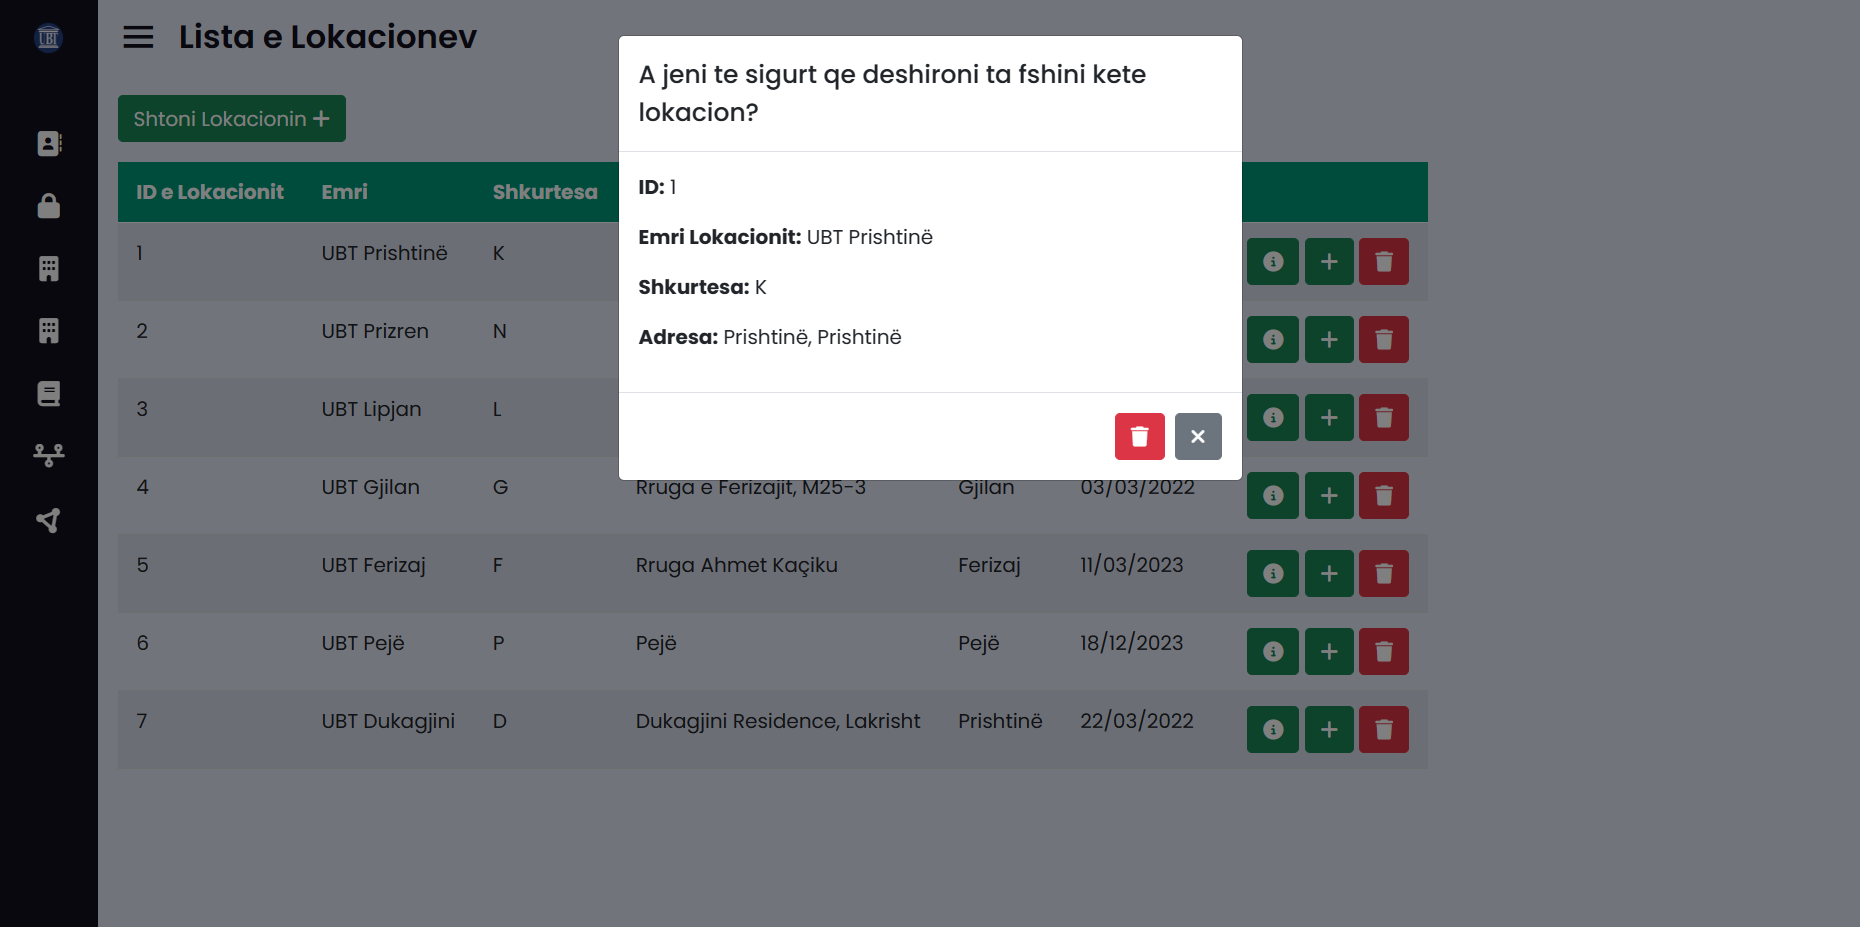 UBT
Lista e Lokacionev
A jeni te sigurt qe deshironi ta fshini kete
lokacion?
ID: 1
Emri Lokacionit: UBT Prishtinë
Shkurtesa: K
Adresa: Prishtinë, Prishtinë
Shtoni Lokacionin +
ID e Lokacionit Emri Shkurtesa
1 UBT Prishtinë K
2 UBT Prizren N
3 UBT Lipjan L
4 UBT Gjilan G Rruga e Ferizajit, M25-3 Gjilan 03/03/2022
5 UBT Ferizaj F Rruga Ahmet Kaçiku Ferizaj 11/03/2023
6 UBT Pejë P Pejë Pejë 18/12/2023
7 UBT Dukagjini D Dukagjini Residence, Lakrisht Prishtinë 22/03/2022